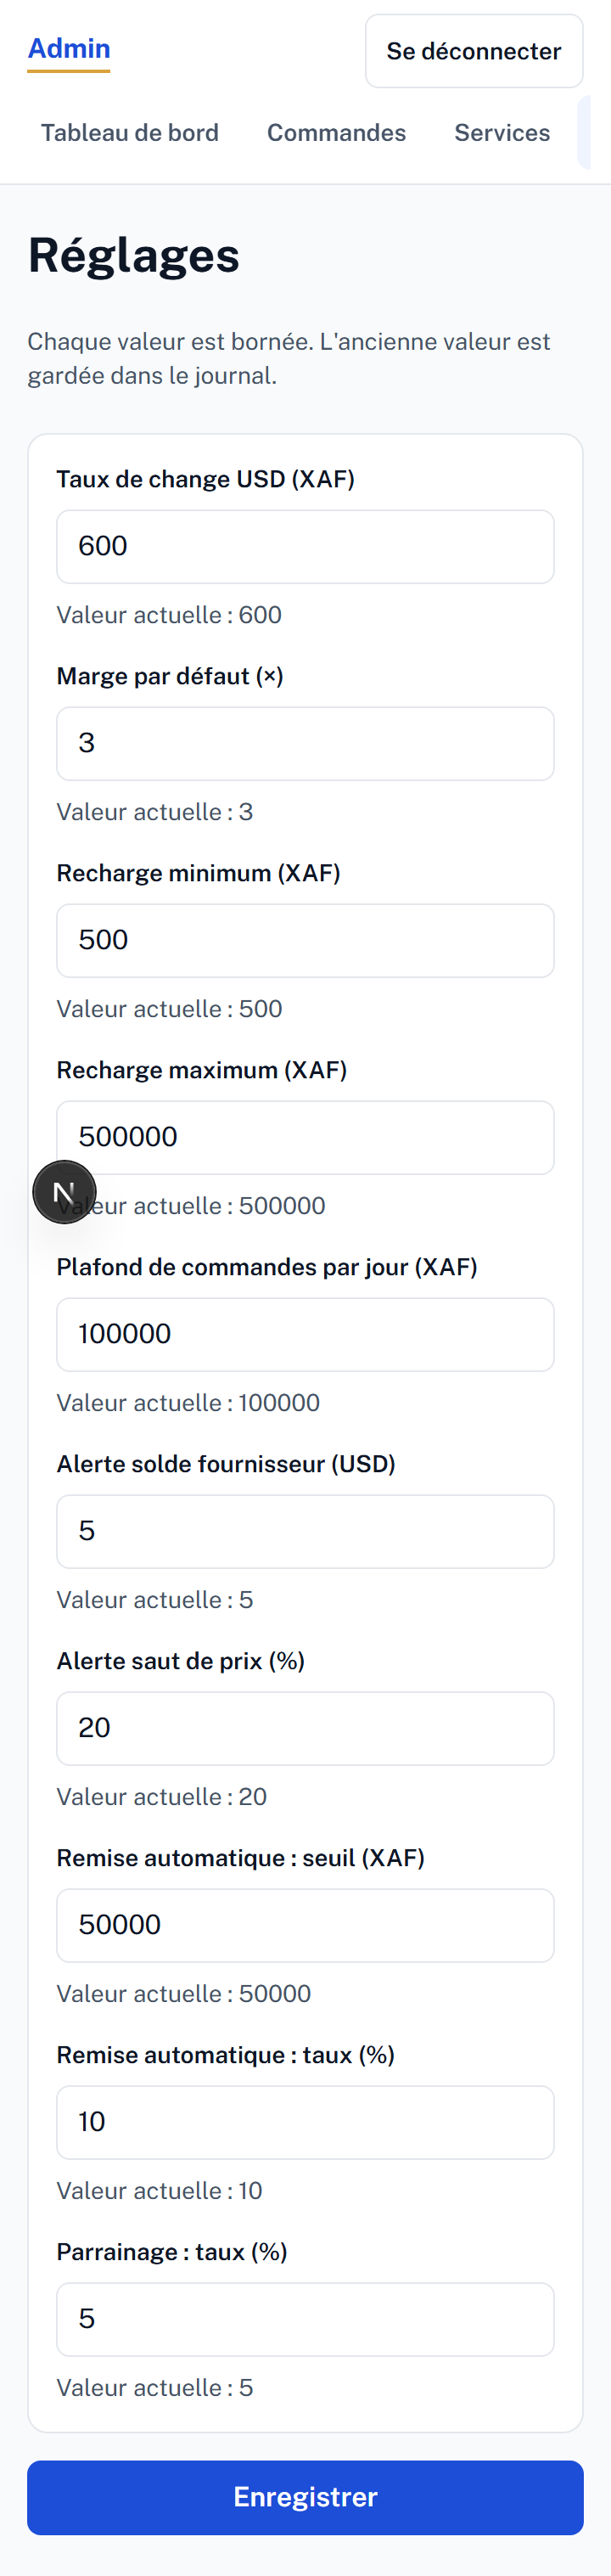 Admin
Se déconnecter
Tableau de bord
Commandes
Services
Réglages
Chaque valeur est bornée. L'ancienne valeur est
gardée dans le journal.
Taux de change USD (XAF)
600
Valeur actuelle : 600
Marge par défaut (×)
3
Valeur actuelle : 3
Recharge minimum (XAF)
500
Valeur actuelle : 500
Recharge maximum (XAF)
500000
N
Valeur actuelle : 500000
Plafond de commandes par jour (XAF)
100000
Valeur actuelle : 100000
Alerte solde fournisseur (USD)
5
Valeur actuelle : 5
Alerte saut de prix (%)
20
Valeur actuelle : 20
Remise automatique : seuil (XAF)
50000
Valeur actuelle : 50000
Remise automatique : taux (%)
10
Valeur actuelle : 10
Parrainage : taux (%)
5
Valeur actuelle : 5
Enregistrer